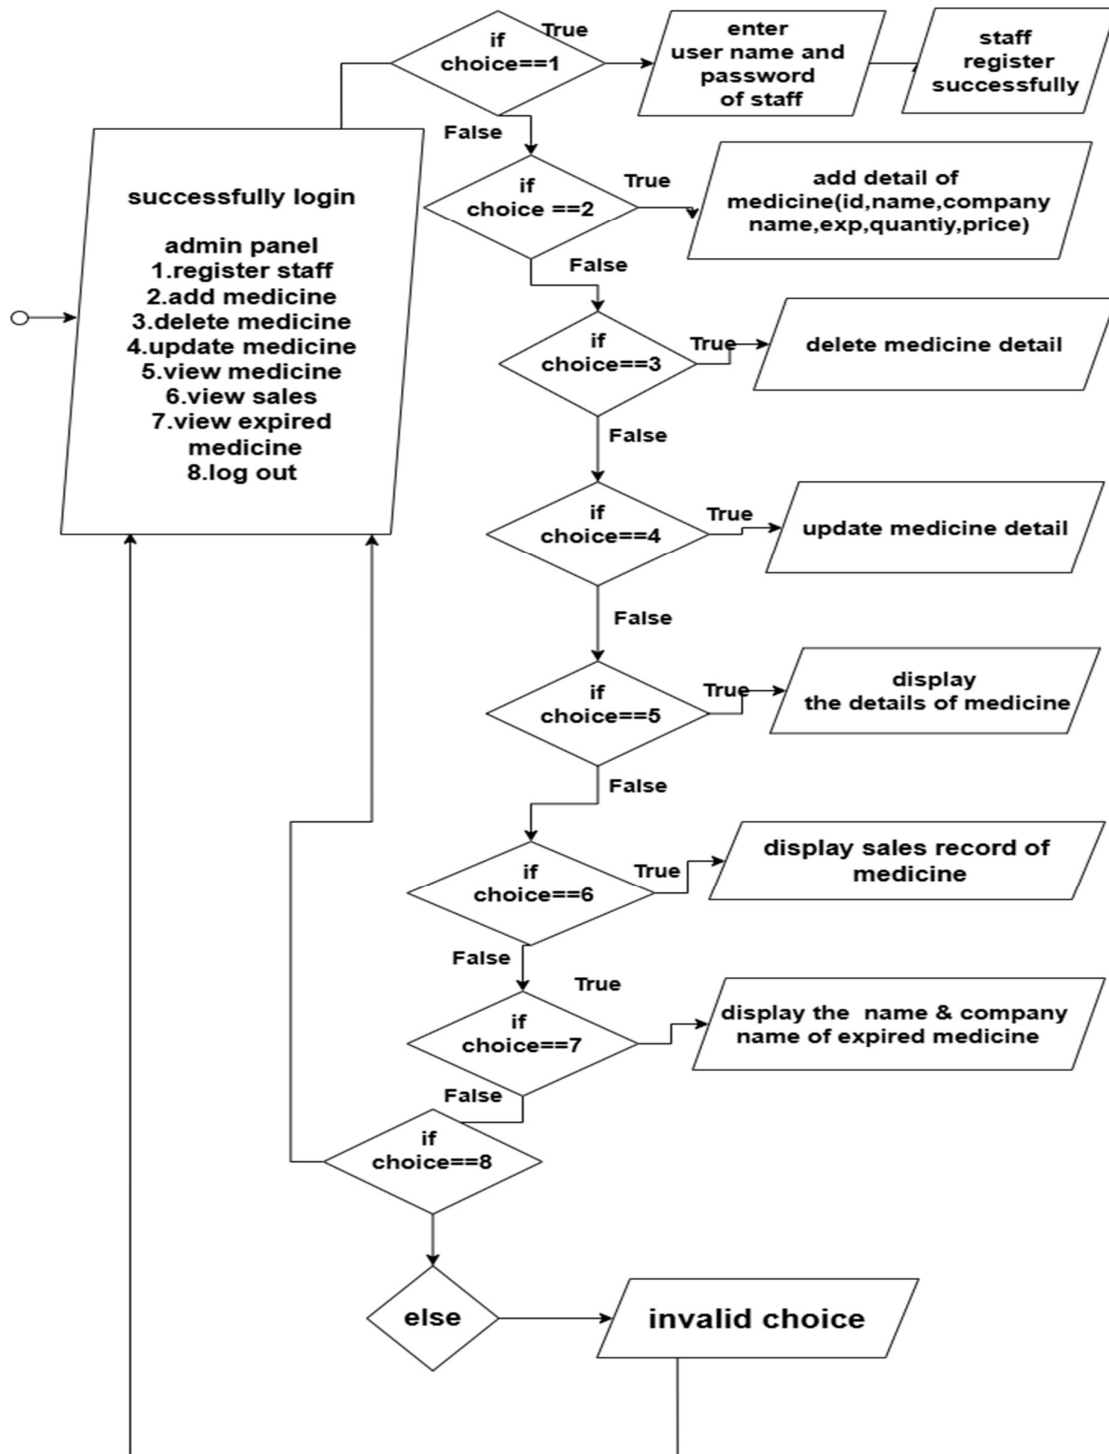 if
choice==1
True
enter
user name and
password
of staff
staff
register
successfully
False
successfully login
admin panel
1.register staff
2.add medicine
3.delete medicine
4.update medicine
5.view medicine
6.view sales
7.view expired
medicine
8.log out
if
choice ==2
True
add detail of
medicine(id,name,company
name,exp,quantiy,price)
False
if
choice==3
True
delete medicine detail
False
if
choice==4
True
update medicine detail
False
if
choice==5
True
display
the details of medicine
False
if
choice==6
True
display sales record of
medicine
False
if
choice==7
True
display the name & company
name of expired medicine
False
if
choice==8
else
invalid choice